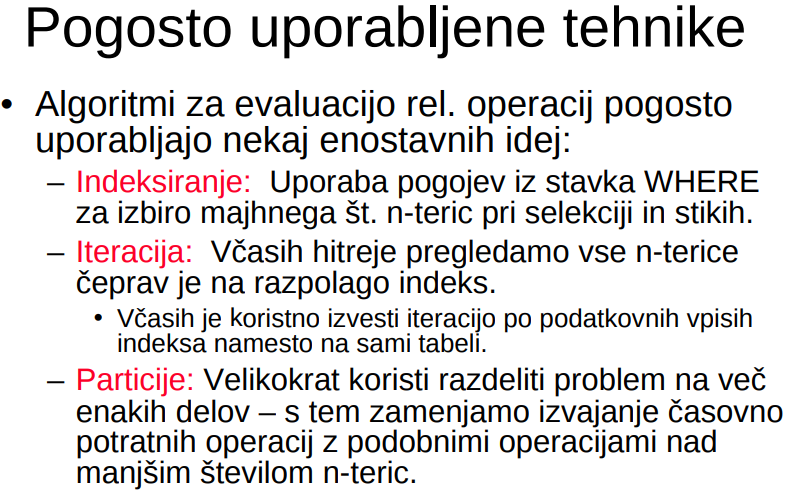 Pogosto uporabljene tehnike
• Algoritmi za evaluacijo rel. operacij pogosto
uporabljajo nekaj enostavnih idej:
– Indeksiranje:  Uporaba pogojev iz stavka WHERE
za izbiro majhnega št. n-teric pri selekciji in stikih.
– Iteracija:  Včasih hitreje pregledamo vse n-terice
čeprav je na razpolago indeks.
• Včasih je koristno izvesti iteracijo po podatkovnih vpisih
indeksa namesto na sami tabeli.
– Particije: Velikokrat koristi razdeliti problem na več
enakih delov – s tem zamenjamo izvajanje časovno
potratnih operacij z podobnimi operacijami nad
manjšim številom n-teric.